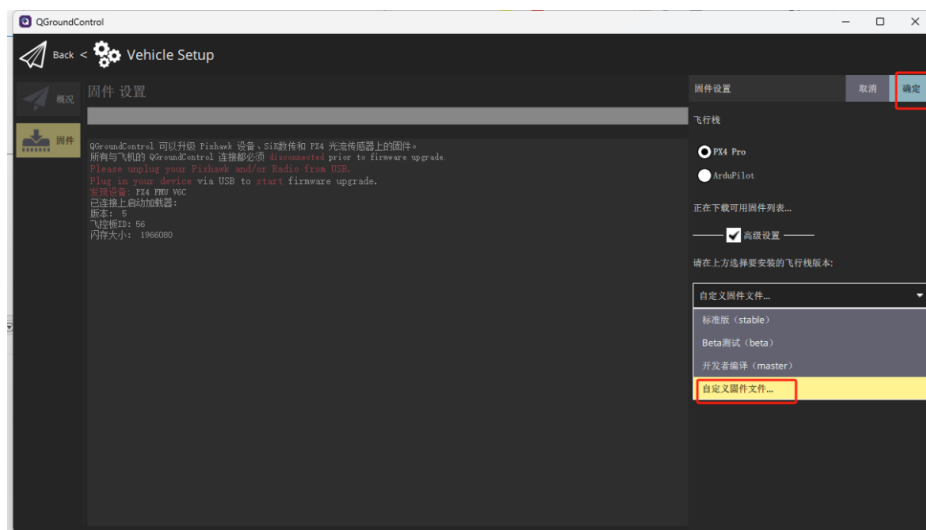 QGroundControl
Back < Vehicle Setup
概况
固件
固件 设置
QGroundControl 可以升级 Pixhawk 设备、SiK数传和 PX4 光流传感器上的固件。
所有与飞机的 QGroundControl 连接都必须 disconnected prior to firmware upgrade.
Please unplug your Pixhawk and/or Radio from USB.
Plug in your device via USB to start firmware upgrade.
发现设备: PX4 FMU V6C
已连接上启动加载器:
版本: 5
飞控板ID: 56
闪存大小: 1966080
固件设置
取消
确定
飞行栈
PX4 Pro
ArduPilot
正在下载可用固件列表...
高级设置
请在上方选择要安装的飞行栈版本:
自定义固件文件...
标准版（stable）
Beta测试（beta）
开发者编译（master）
自定义固件文件...